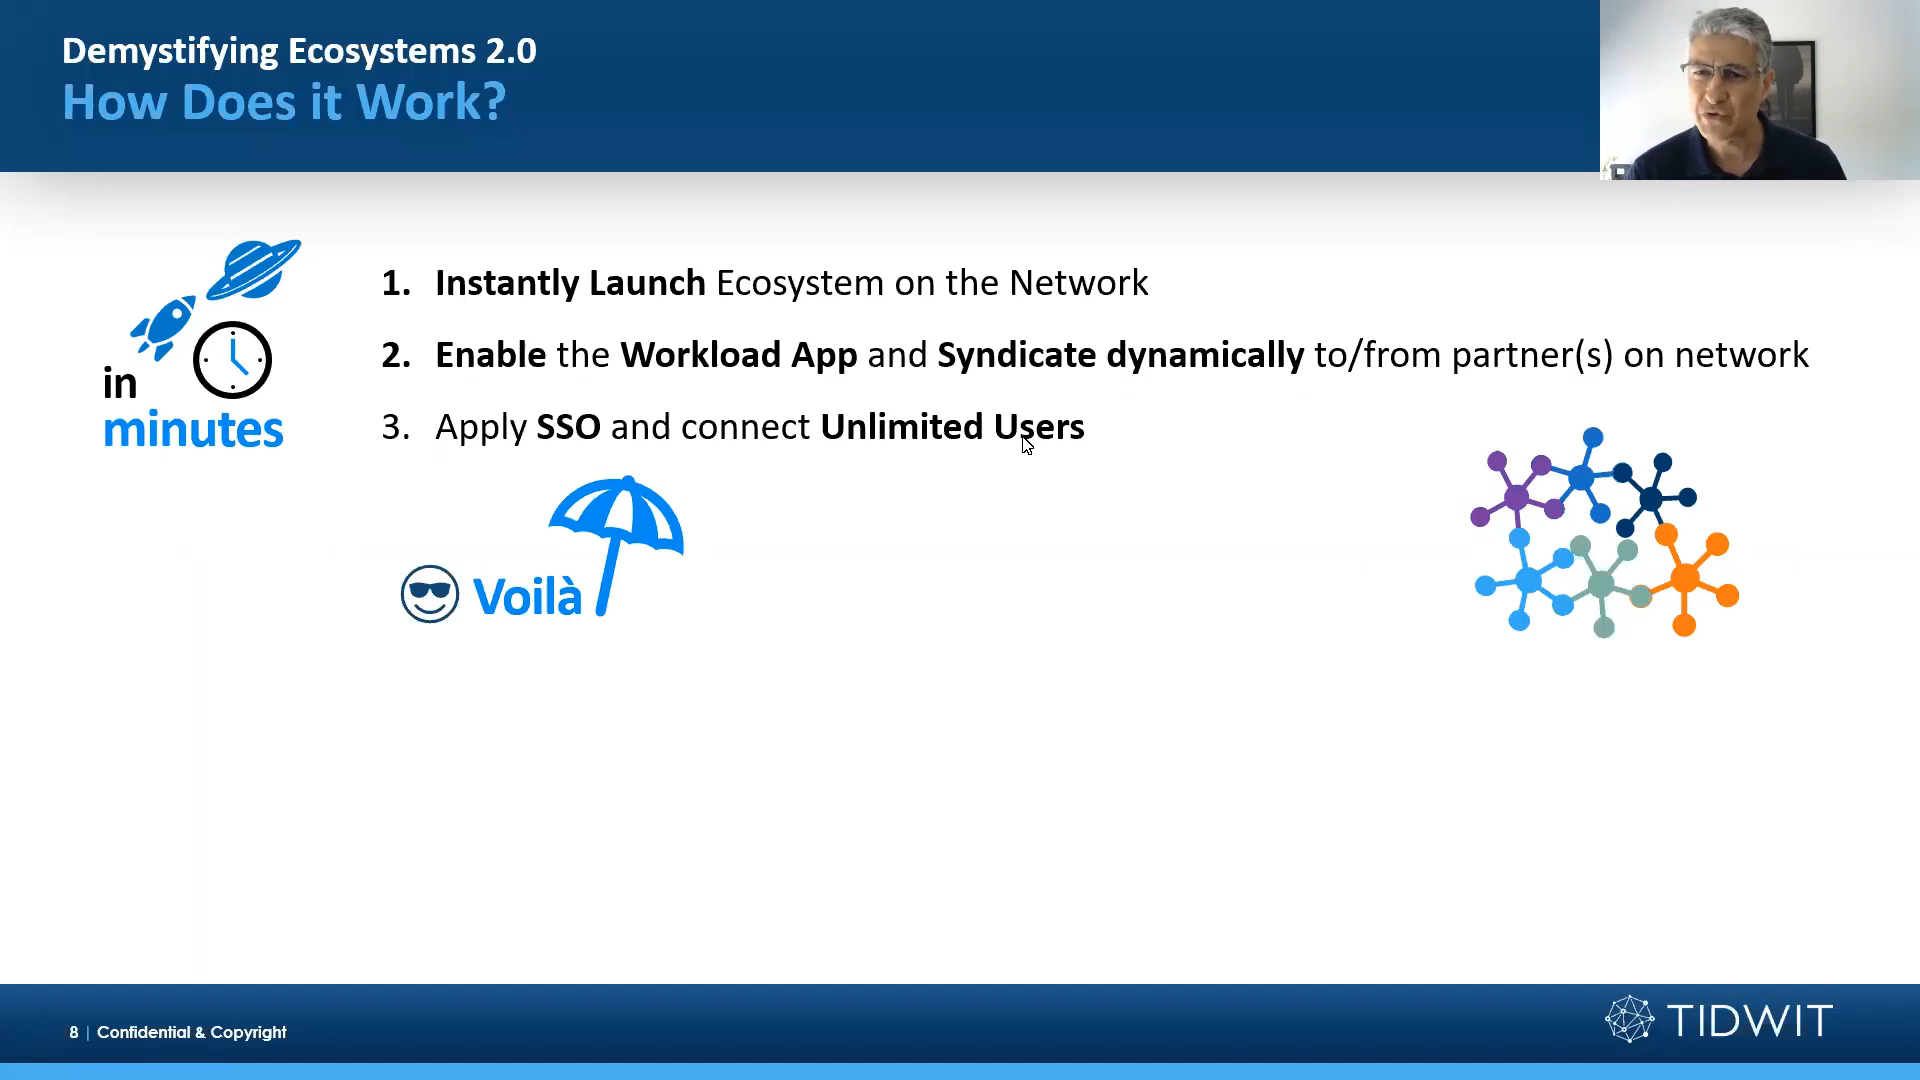 Demystifying Ecosystems 2.0
How Does it Work?
in
minutes
1. Instantly Launch Ecosystem on the Network
2. Enable the Workload App and Syndicate dynamically to/from partner(s) on network
3. Apply SSO and connect Unlimited Users
Voilà
8 | Confidential & Copyright
TIDWIT